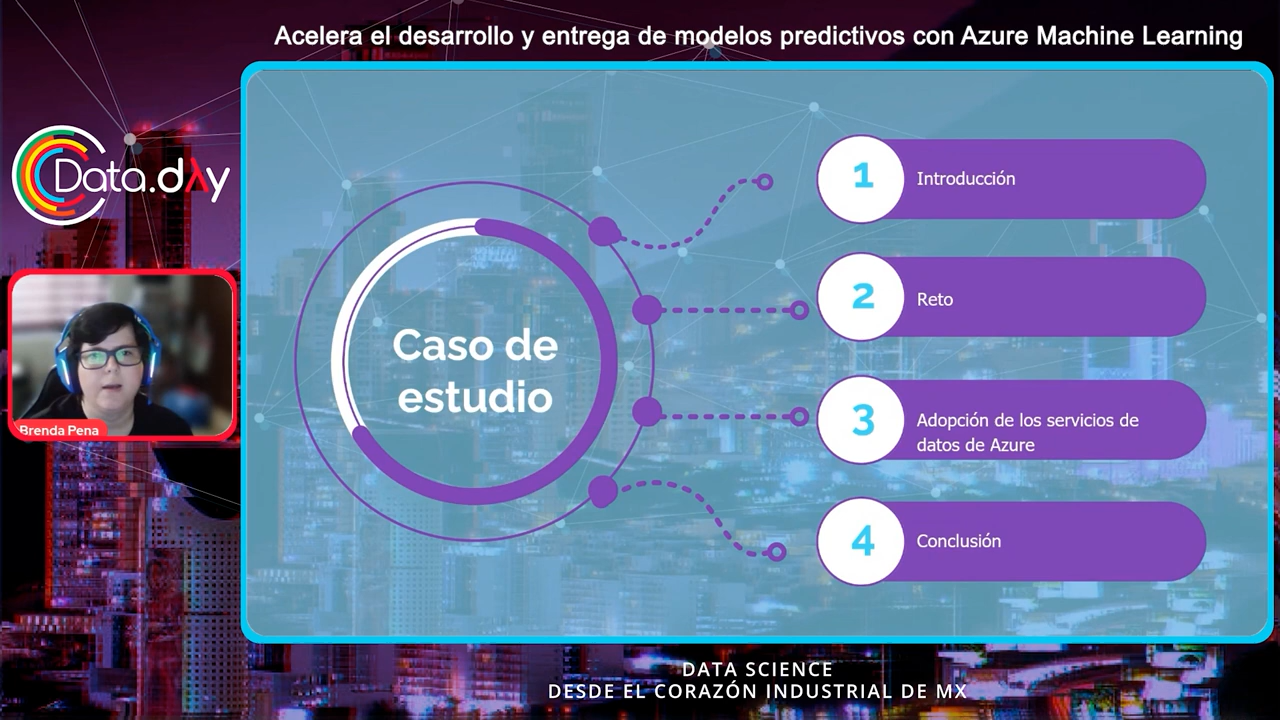 Acelera el desarrollo y entrega de modelos predictivos con Azure Machine Learning
Data.dAy
Brenda Pena
Caso de
estudio
1
Introducción
2
Reto
3
Adopción de los servicios de
datos de Azure
4
Conclusión
DATA SCIENCE
DESDE EL CORAZÓN INDUSTRIAL DE MX